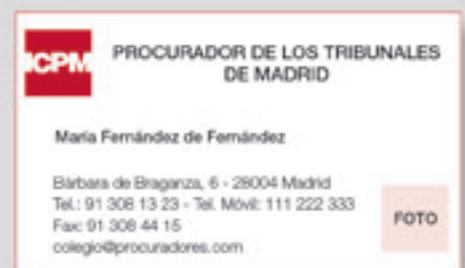 ICPM
PROCURADOR DE LOS TRIBUNALES
DE MADRID
María Fernández de Fernández
Bárbara de Braganza, 6 - 28004 Madrid
Tel.: 91 308 13 23 - Tel. Móvil: 111 222 333
Fax: 91 308 44 15
colegio@procuradores.com
FOTO